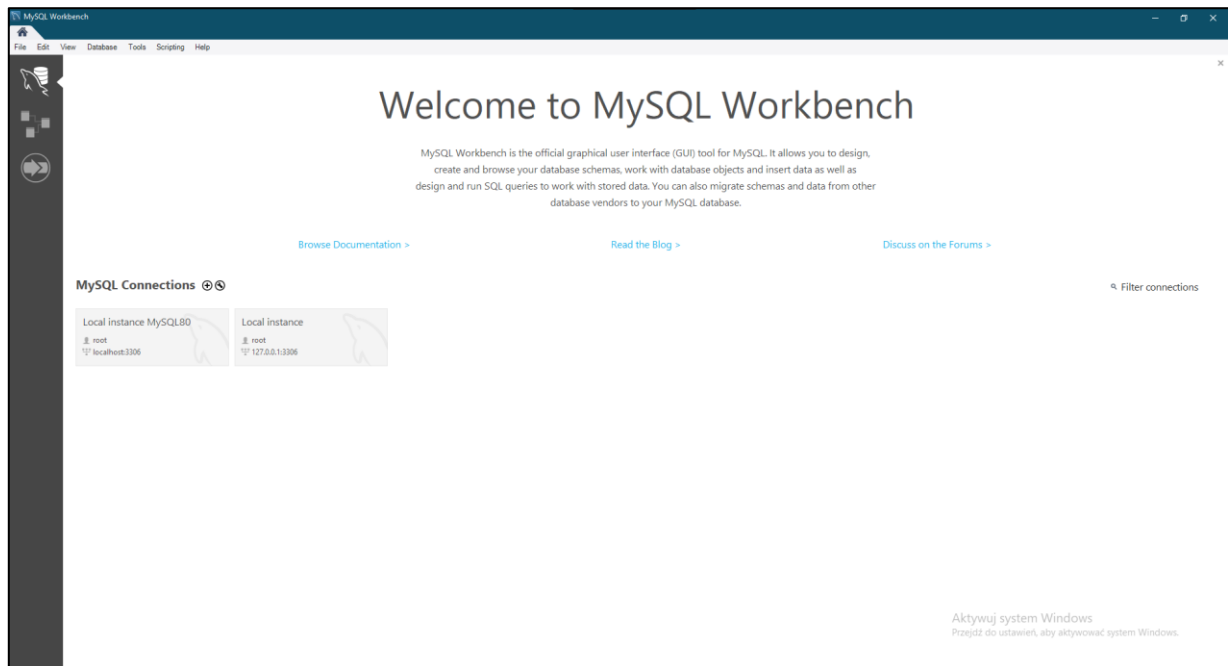 MySQL Workbench
File Edit View Database Tools Scripting Help
Welcome to MySQL Workbench
MySQL Workbench is the official graphical user interface (GUI) tool for MySQL. It allows you to design,
create and browse your database schemas, work with database objects and insert data as well as
design and run SQL queries to work with stored data. You can also migrate schemas and data from other
database vendors to your MySQL database.
Browse Documentation > Read the Blog > Discuss on the Forums >
MySQL Connections
Filter connections
Local instance MySQL80
root
localhost:3306
Local instance
root
127.0.0.1:3306
Aktywuj system Windows
Przejdź do ustawień, aby aktywować system Windows.